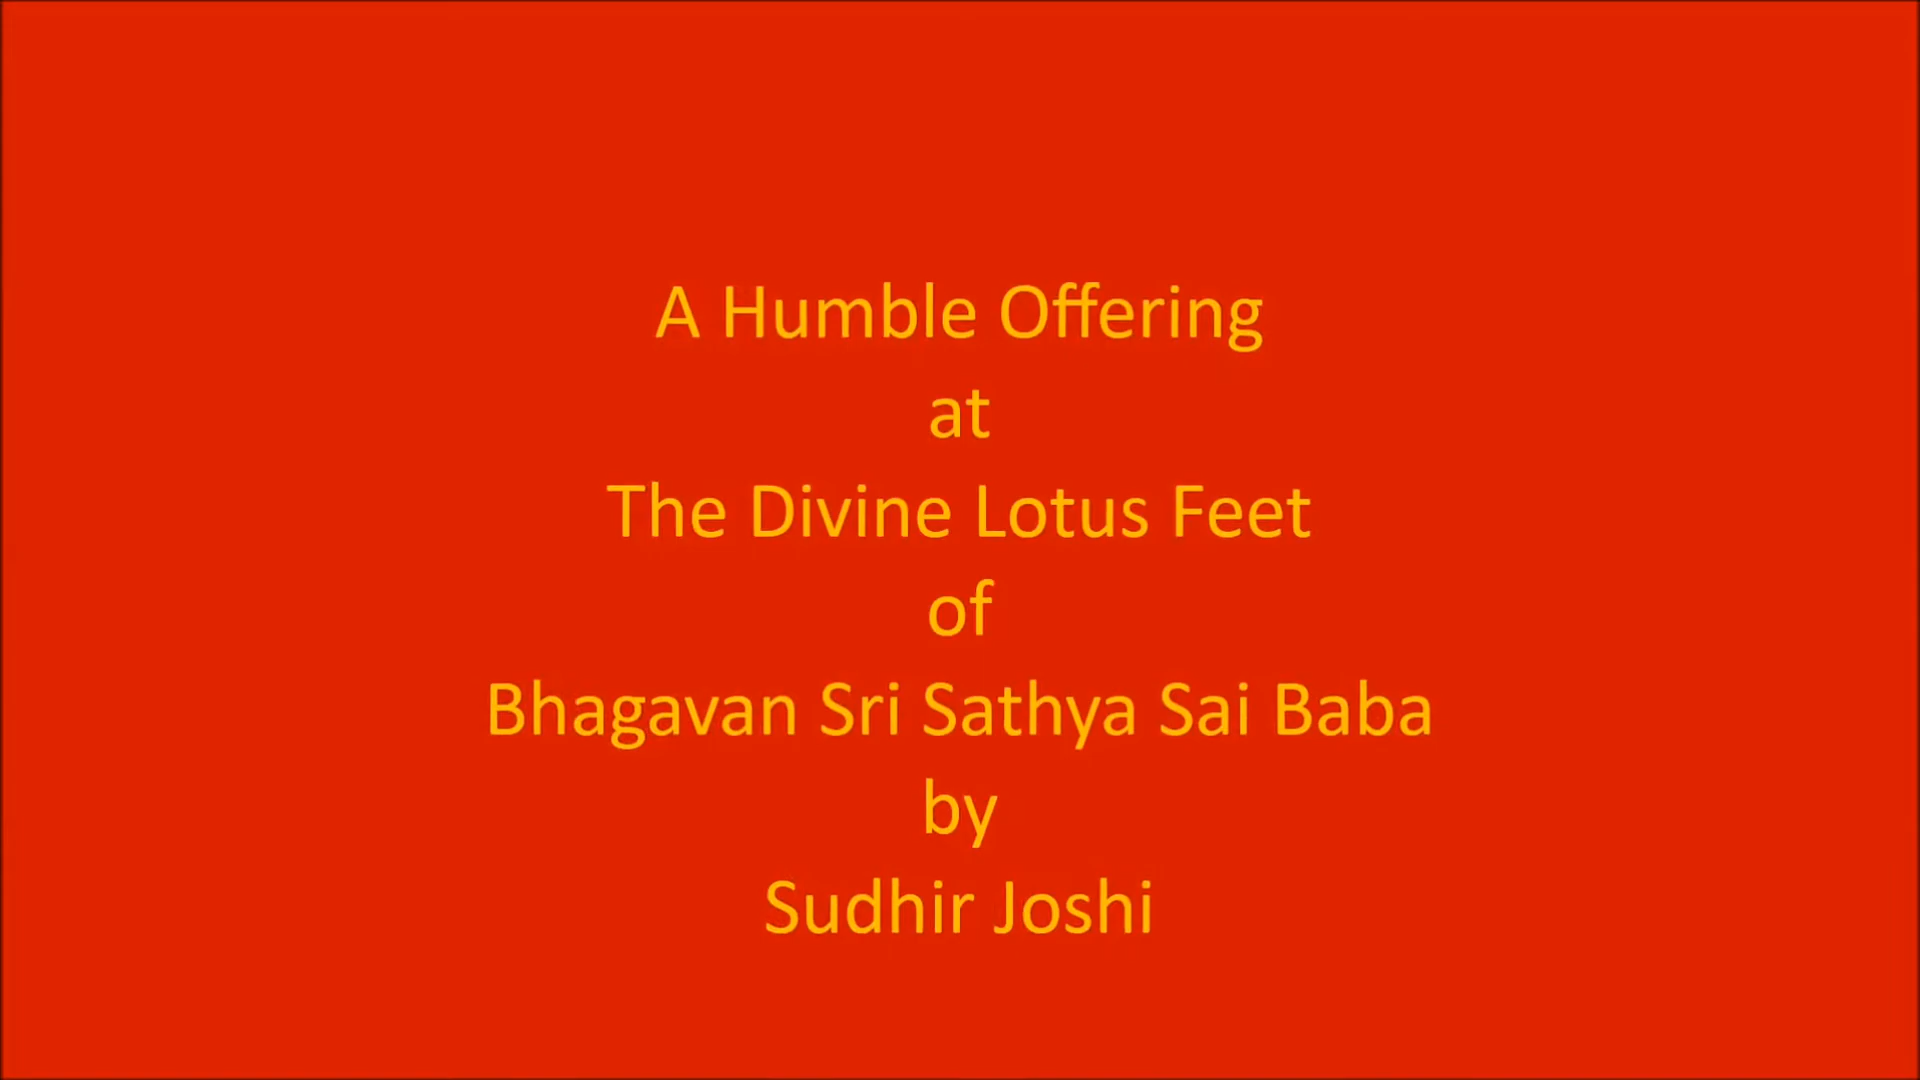 A Humble Offering
at
The Divine Lotus Feet
of
Bhagavan Sri Sathya Sai Baba
by
Sudhir Joshi